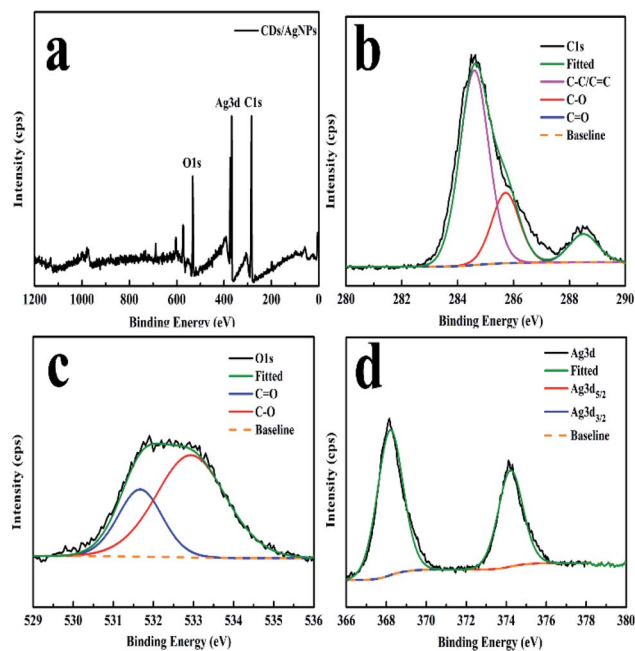 a
CDs/AgNPs
Ag3d C1s
O1s
Intensity (cps)
1200 1000 800 600 400 200 0
Binding Energy (eV)
b
C1s
Fitted
C-C/C=C
C-O
C=O
Baseline
Intensity (cps)
280 282 284 286 288 290
Binding Energy (eV)
c
O1s
Fitted
C=O
C-O
Baseline
Intensity (cps)
529 530 531 532 533 534 535 536
Binding Energy (eV)
d
Ag3d
Fitted
Ag3d5/2
Ag3d3/2
Baseline
Intensity (cps)
366 368 370 372 374 376 378 380
Binding Energy (eV)